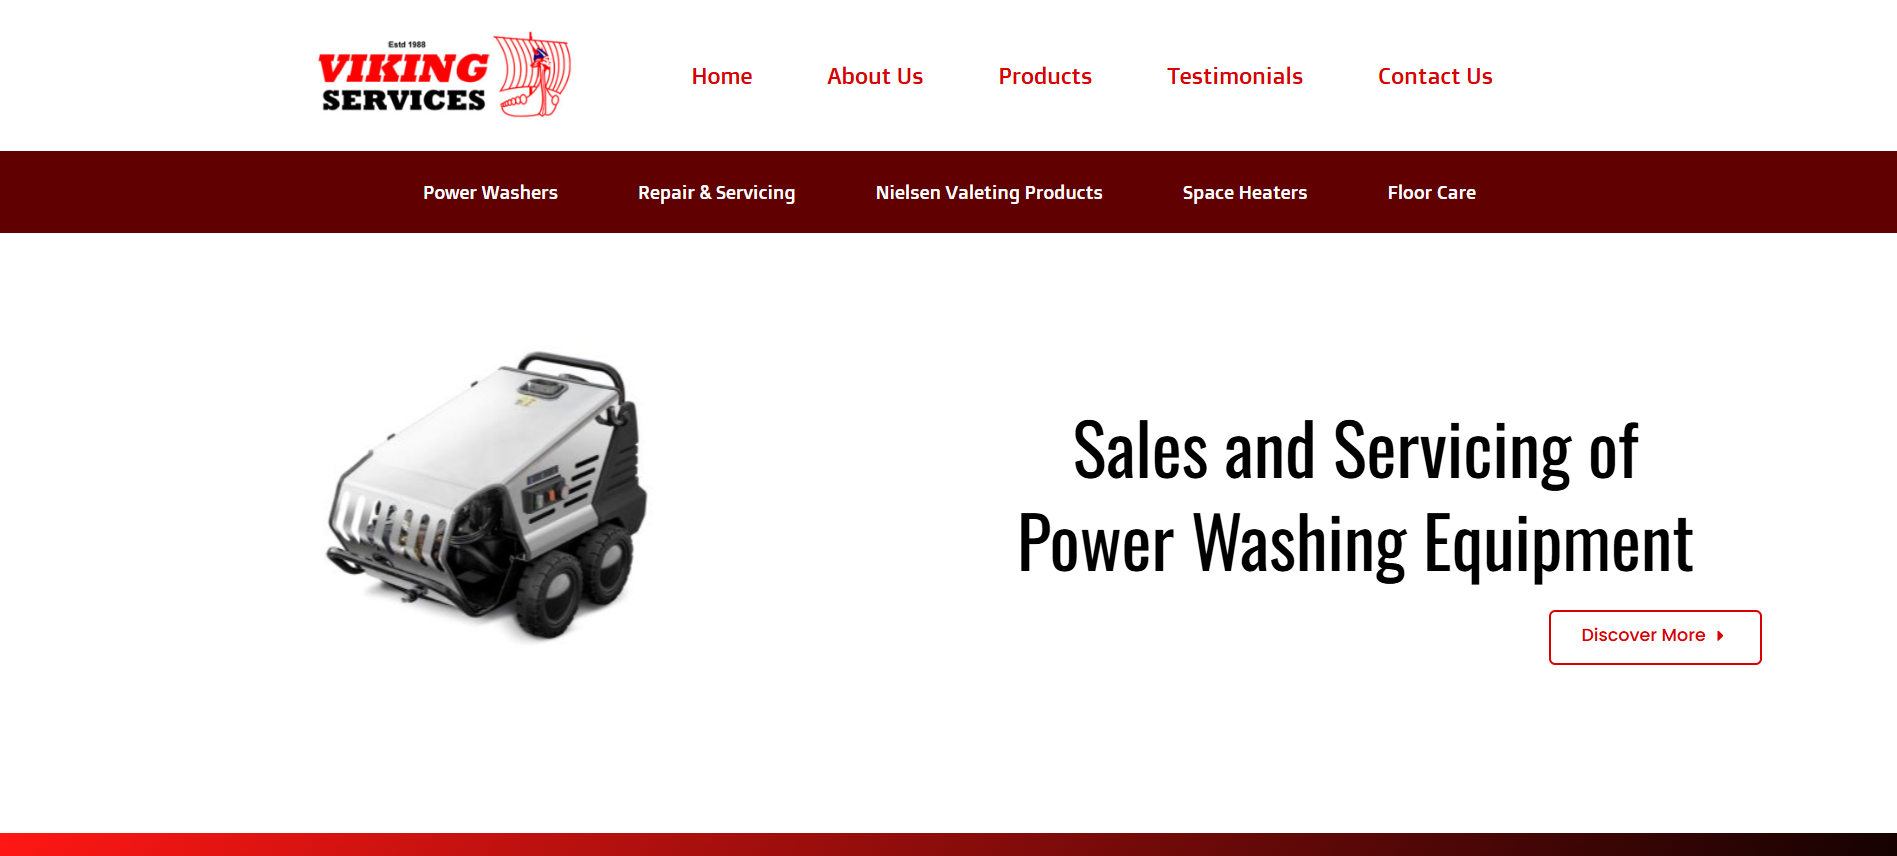 Estd 1988
VIKING
SERVICES
Home About Us Products Testimonials Contact Us
Power Washers Repair & Servicing Nielsen Valeting Products Space Heaters Floor Care
Sales and Servicing of
Power Washing Equipment
Discover More